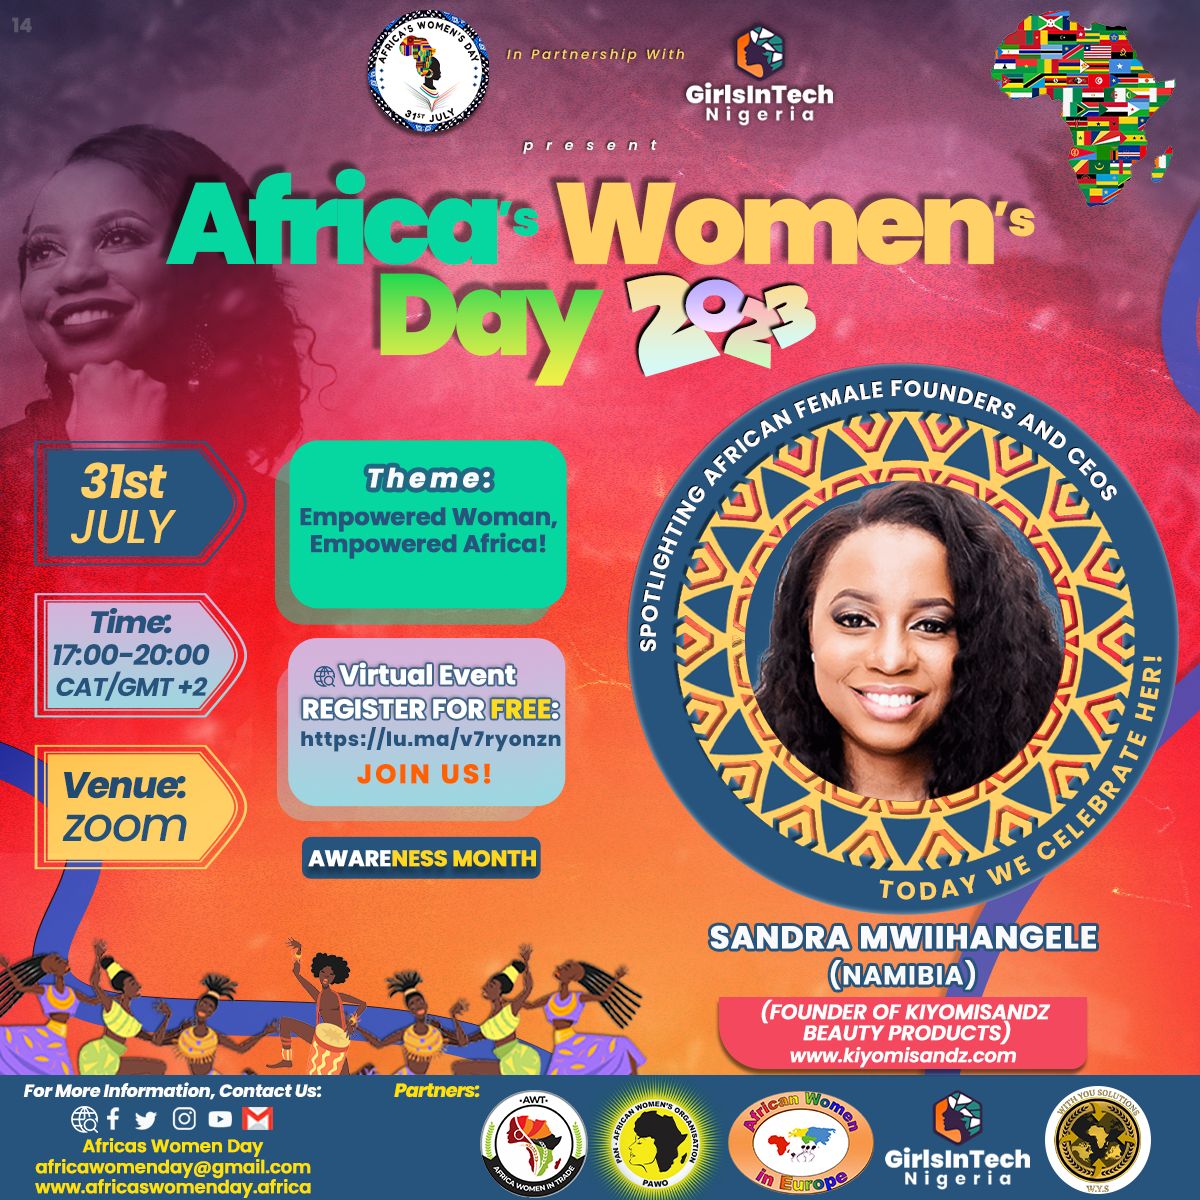 14
AFRICA'S WOMEN'S DAY
31ST JULY
In Partnership With
GirlsInTech
Nigeria
present
Africa's Women's
Day 2023
31st
JULY
Theme:
Empowered Woman,
Empowered Africa!
Time:
17:00-20:00
CAT/GMT +2
Virtual Event
REGISTER FOR FREE:
https://lu.ma/v7ryonzn
JOIN US!
Venue:
zoom
AWARENESS MONTH
SPOTLIGHTING AFRICAN FEMALE FOUNDERS AND CEOS
TODAY WE CELEBRATE HER!
SANDRA MWIIHANGELE
(NAMIBIA)
(FOUNDER OF KIYOMISANDZ
BEAUTY PRODUCTS)
www.kiyomisandz.com
For More Information, Contact Us:
Africas Women Day
africawomenday@gmail.com
www.africaswomenday.africa
Partners:
AWT
AFRICA WOMEN IN TRADE
PAN - AFRICAN WOMEN'S ORGANISATION
PAWO
African Women
in Europe
GirlsInTech
Nigeria
WITH YOU SOLUTIONS
W.Y.S